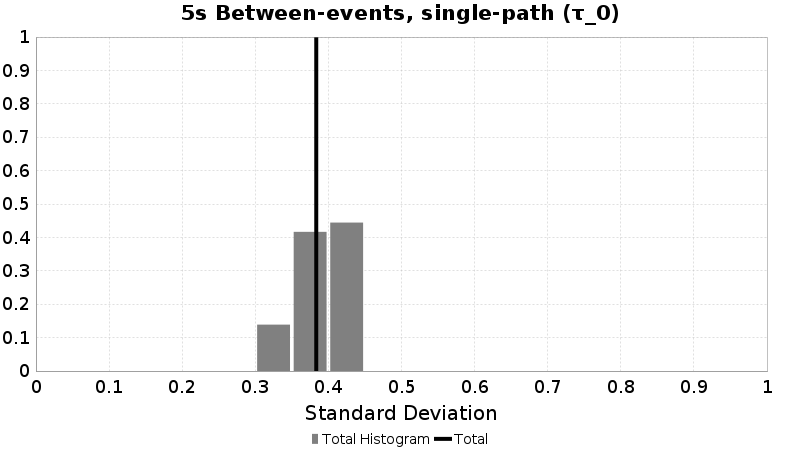 5s Between-events, single-path (τ_0)
1
0.9
0.8
0.7
0.6
0.5
0.4
0.3
0.2
0.1
0
0 0.1 0.2 0.3 0.4 0.5 0.6 0.7 0.8 0.9 1
Standard Deviation
Total Histogram Total